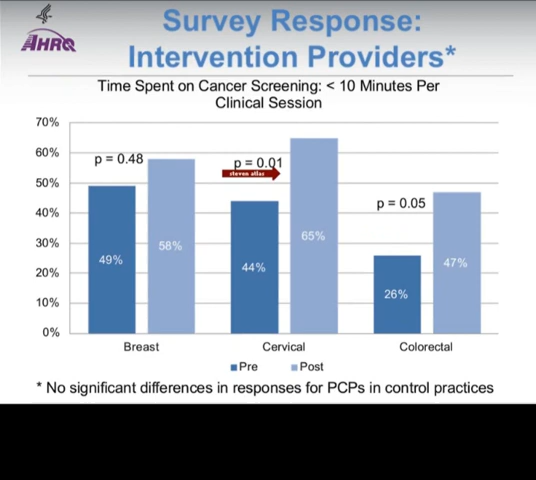 AHRQ
Survey Response:
Intervention Providers*
Time Spent on Cancer Screening: < 10 Minutes Per
Clinical Session
70%
60%
50%
40%
30%
20%
10%
0%
p = 0.48
49%
58%
p = 0.01
steven atlas
44%
65%
p = 0.05
26%
47%
Breast
Cervical
Colorectal
Pre
Post
* No significant differences in responses for PCPs in control practices